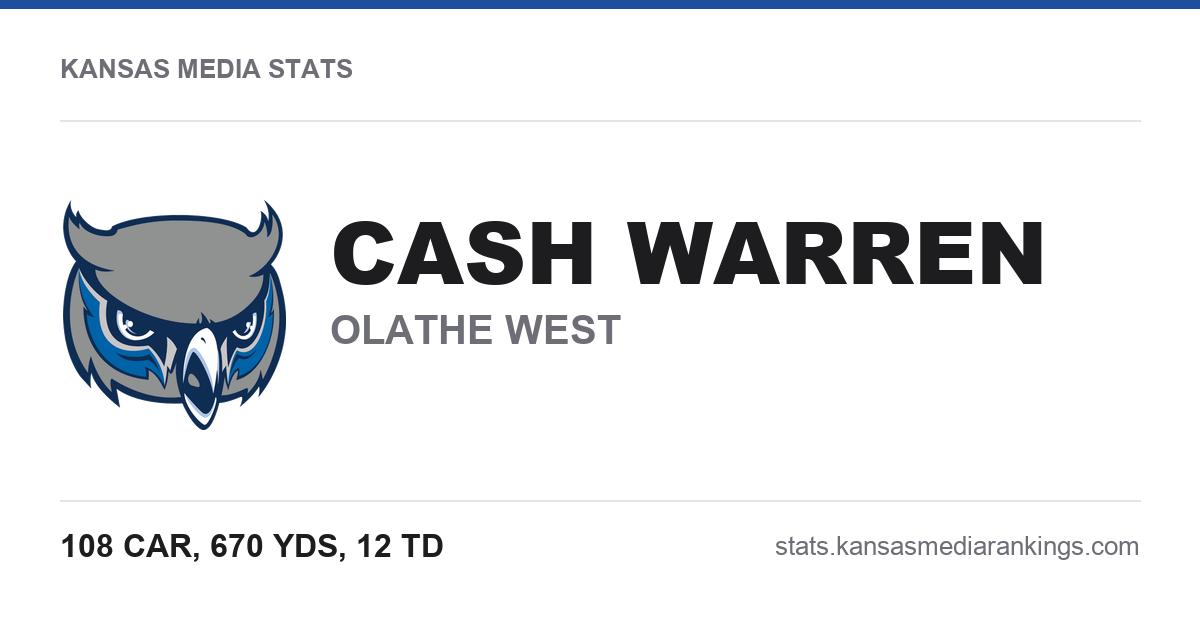 KANSAS MEDIA STATS
CASH WARREN
OLATHE WEST
108 CAR, 670 YDS, 12 TD
stats.kansasmediarankings.com